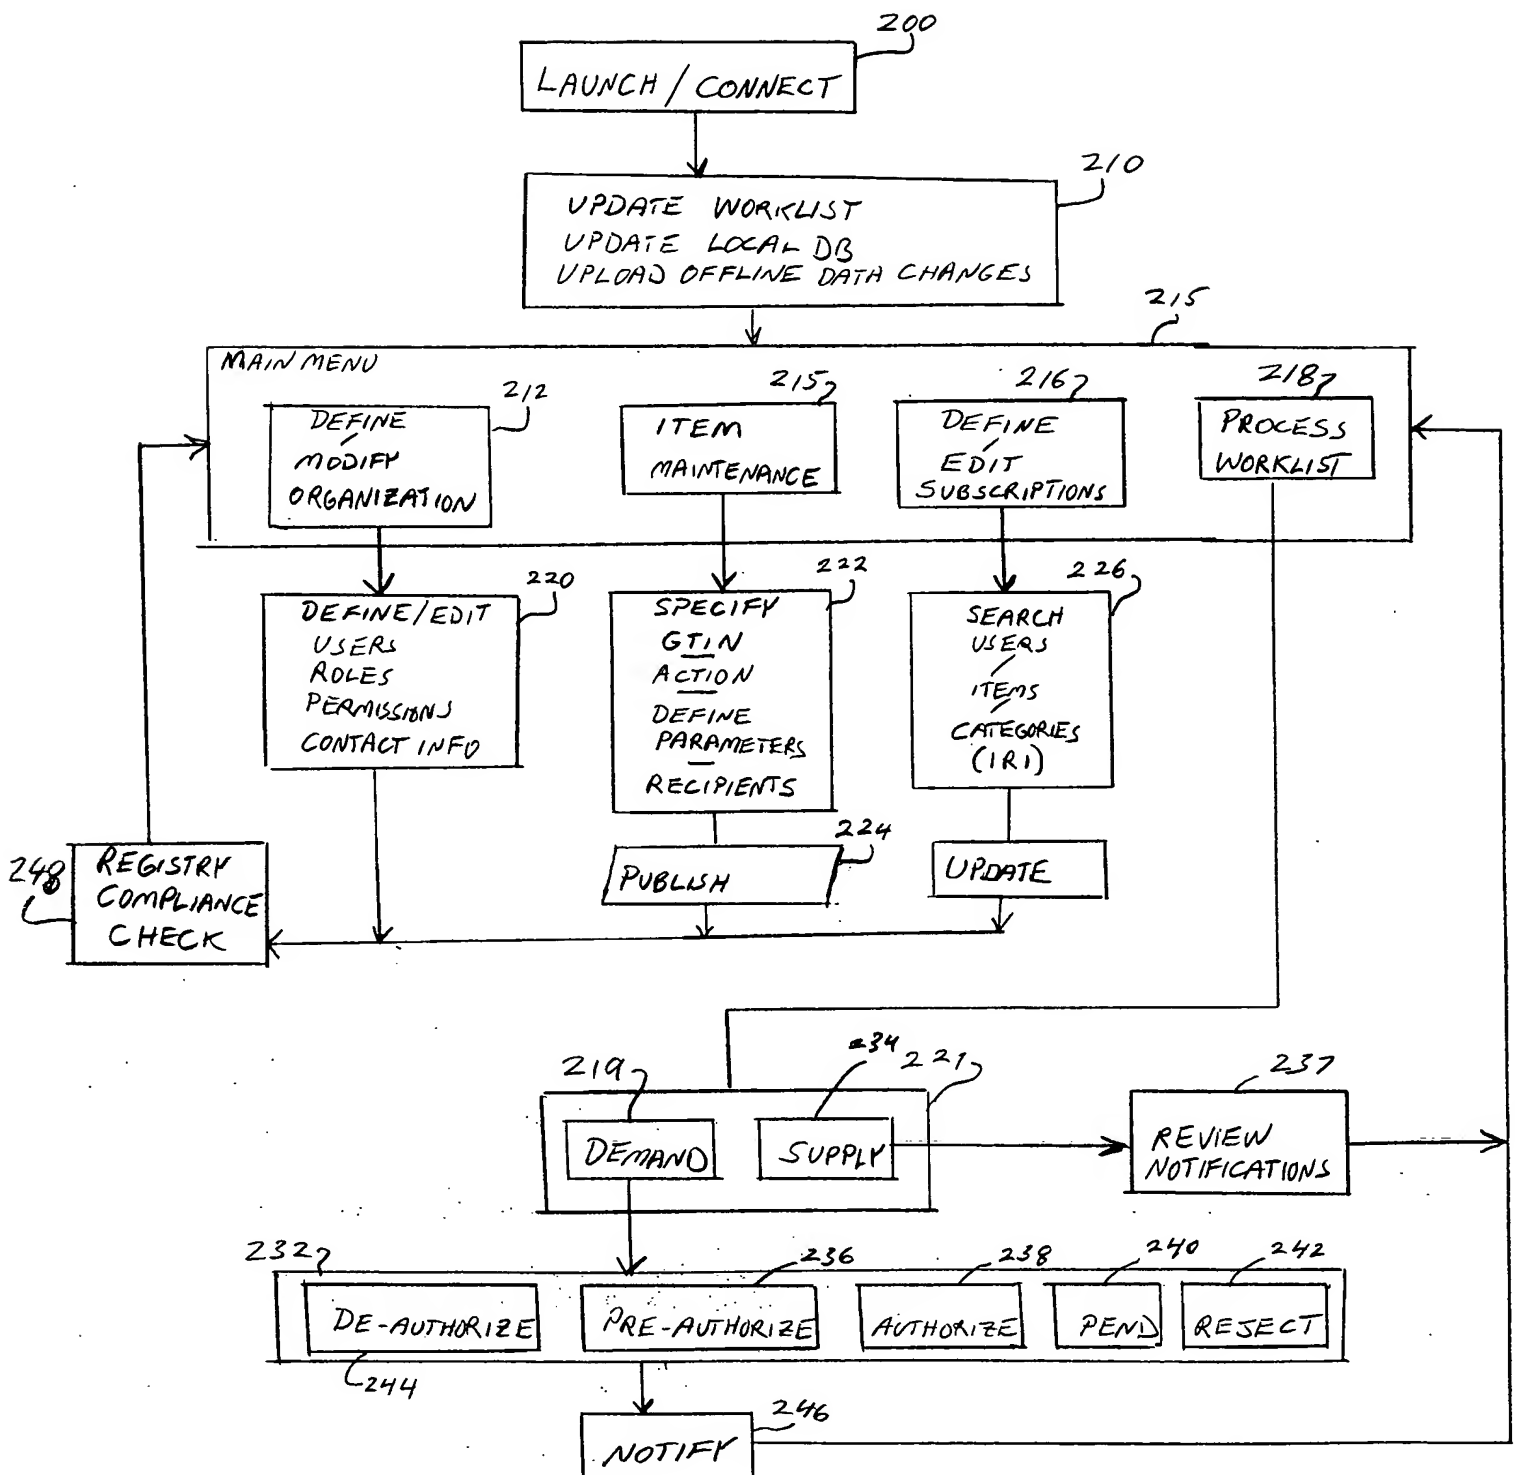 200
LAUNCH / CONNECT
210
UPDATE WORKLIST
UPDATE LOCAL DB
UPLOAD OFFLINE DATA CHANGES
215
MAIN MENU
212
DEFINE
/
MODIFY
ORGANIZATION
215
ITEM
MAINTENANCE
216
DEFINE
/
EDIT
SUBSCRIPTIONS
218
PROCESS
WORKLIST
220
DEFINE/EDIT
USERS
ROLES
PERMISSIONS
CONTACT INFO
222
SPECIFY
GTIN
—
ACTION
—
DEFINE
PARAMETERS
—
RECIPIENTS
226
SEARCH
USERS
/
ITEMS
/
CATEGORIES
(IRI)
224
PUBLISH
UPDATE
248
REGISTRY
COMPLIANCE
CHECK
219
DEMAND
234
SUPPLY
221
237
REVIEW
NOTIFICATIONS
232
DE-AUTHORIZE
244
236
PRE-AUTHORIZE
238
AUTHORIZE
240
PEND
242
REJECT
246
NOTIFY